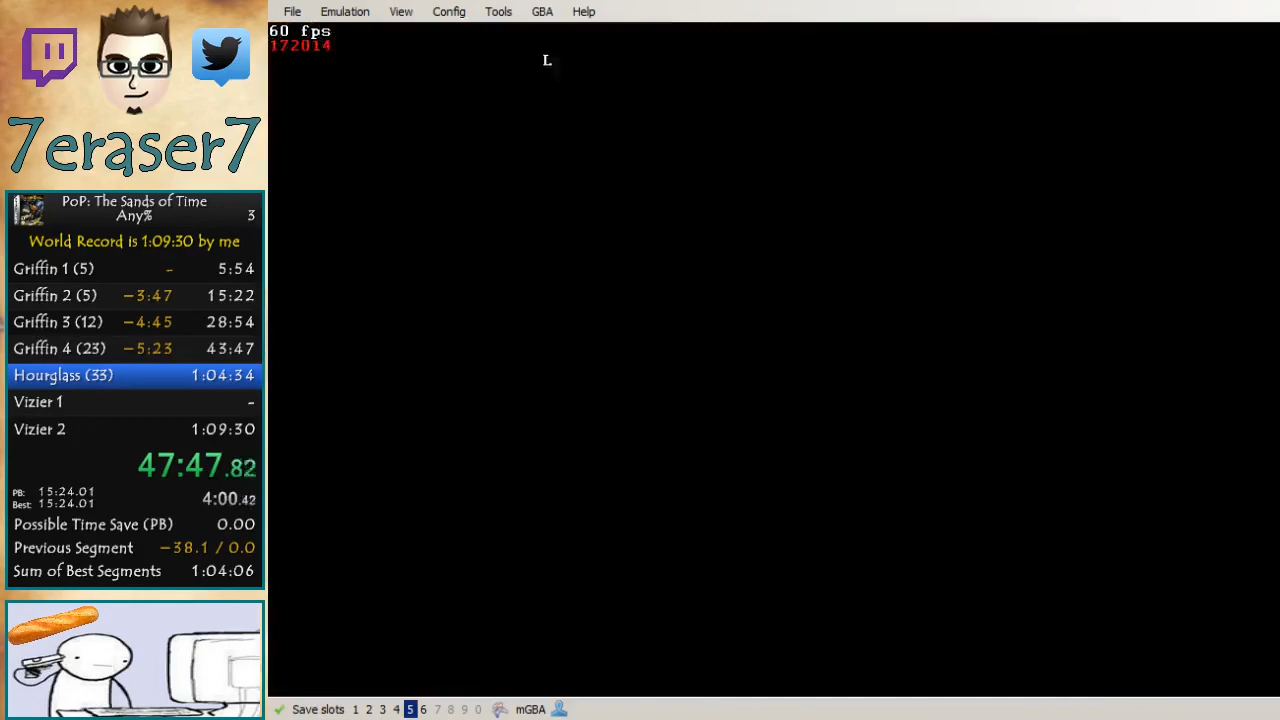 File Emulation View Config Tools GBA Help
60 fps
172014
L
7eraser7
PoP: The Sands of Time
Any% 3
World Record is 1:09:30 by me
Griffin 1 (5) - 5:54
Griffin 2 (5) -3:47 15:22
Griffin 3 (12) -4:45 28:54
Griffin 4 (23) -5:23 43:47
Hourglass (33) 1:04:34
Vizier 1 -
Vizier 2 1:09:30
47:47.82
PB: 15:24.01
Best: 15:24.01 4:00.42
Possible Time Save (PB) 0.00
Previous Segment -38.1 / 0.0
Sum of Best Segments 1:04:06
Save slots 1 2 3 4 5 6 7 8 9 0 mGBA